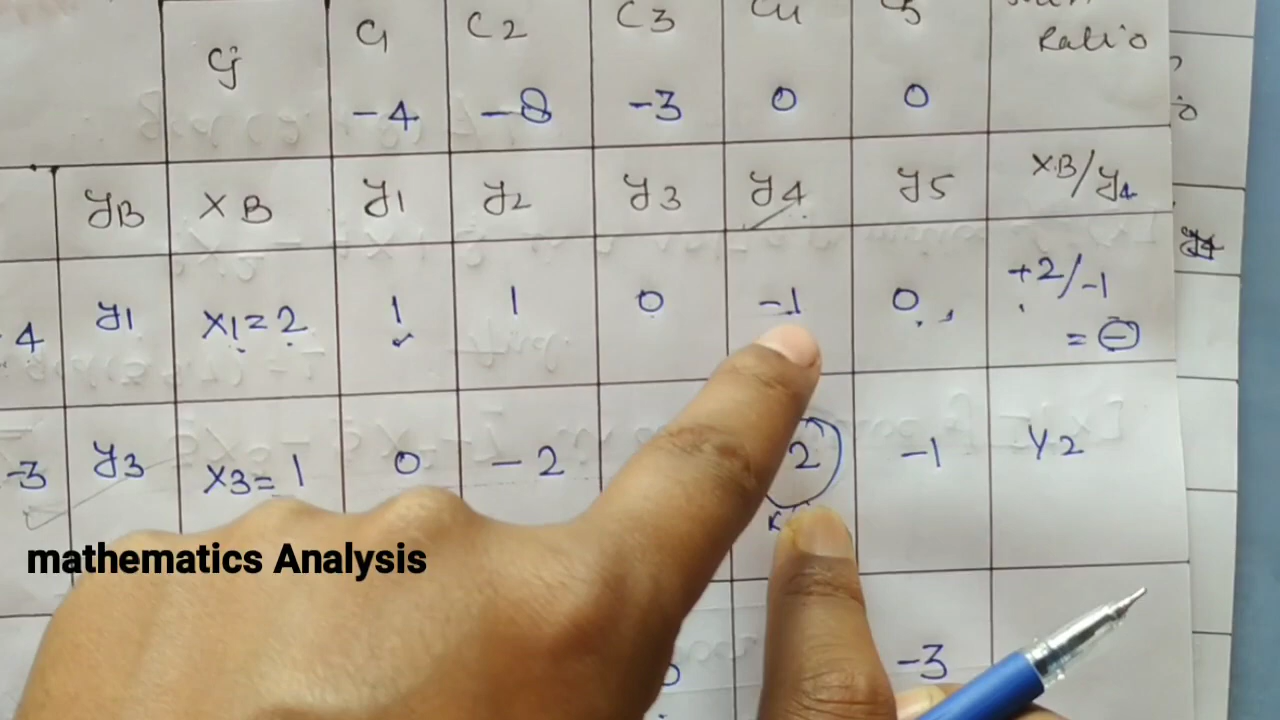 Cj C1 C2 C3 C4 C5
Ratio
-4 -8 -3 0 0
yB XB y1 y2 y3 y4 y5 XB/y4
4 y1 x1=2 1 1 0 -1 0 +2/-1
= -
-3 y3 x3=1 0 -2 2 -1 1/2
mathematics Analysis
-3